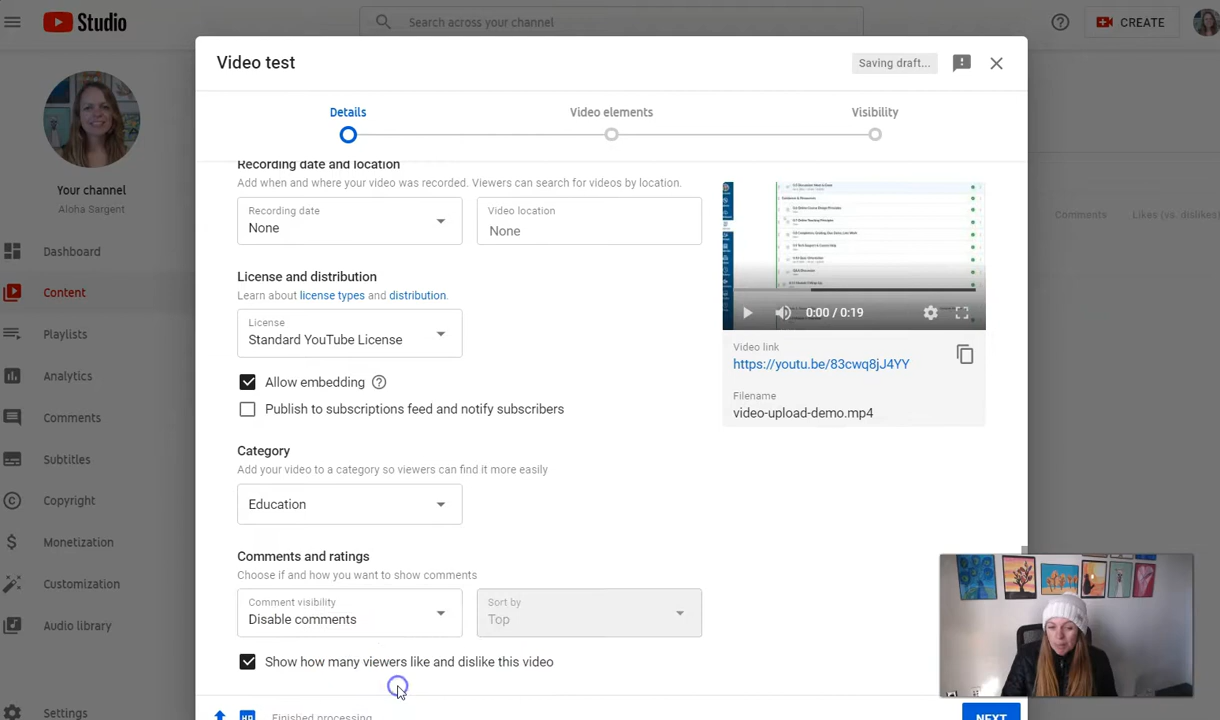 Studio
Search across your channel
CREATE
Video test
Saving draft...
Details
Video elements
Visibility
Your channel
Aloha Sargent
Dashboard
Content
Playlists
Analytics
Comments
Subtitles
Copyright
Monetization
Customization
Audio library
Settings
Recording date and location
Add when and where your video was recorded. Viewers can search for videos by location.
Recording date
None
Video location
None
License and distribution
Learn about license types and distribution.
License
Standard YouTube License
Allow embedding
Publish to subscriptions feed and notify subscribers
Category
Add your video to a category so viewers can find it more easily
Education
Comments and ratings
Choose if and how you want to show comments
Comment visibility
Disable comments
Sort by
Top
Show how many viewers like and dislike this video
Finished processing
0:00 / 0:19
Video link
https://youtu.be/83cwq8jJ4YY
Filename
video-upload-demo.mp4
NEXT
Comments
Likes (vs. dislikes)